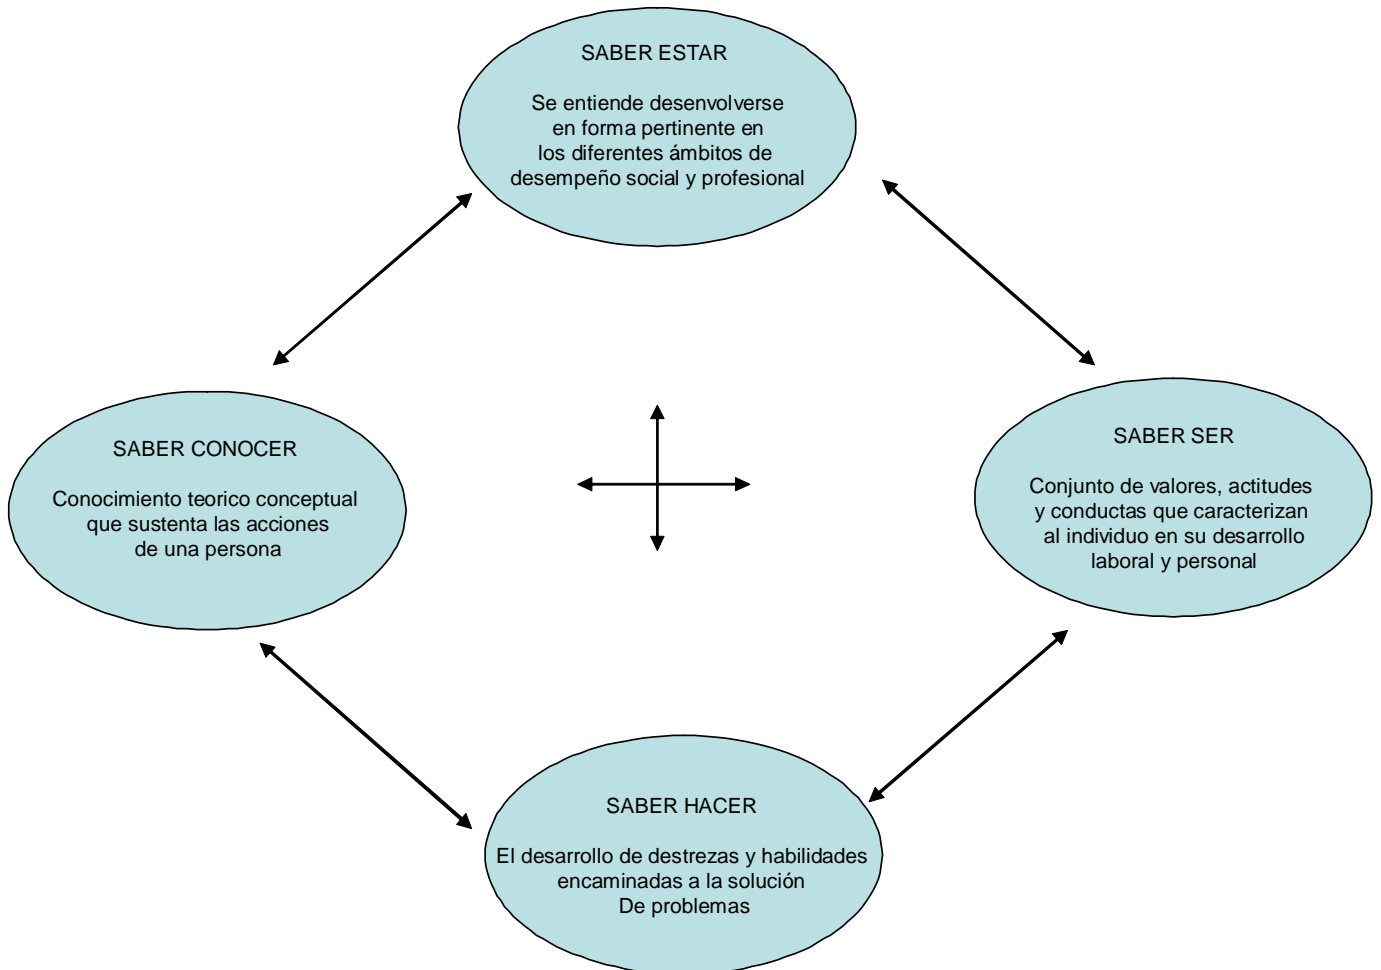 SABER ESTAR
Se entiende desenvolverse
en forma pertinente en
los diferentes ámbitos de
desempeño social y profesional
SABER CONOCER
Conocimiento teorico conceptual
que sustenta las acciones
de una persona
SABER SER
Conjunto de valores, actitudes
y conductas que caracterizan
al individuo en su desarrollo
laboral y personal
SABER HACER
El desarrollo de destrezas y habilidades
encaminadas a la solución
De problemas